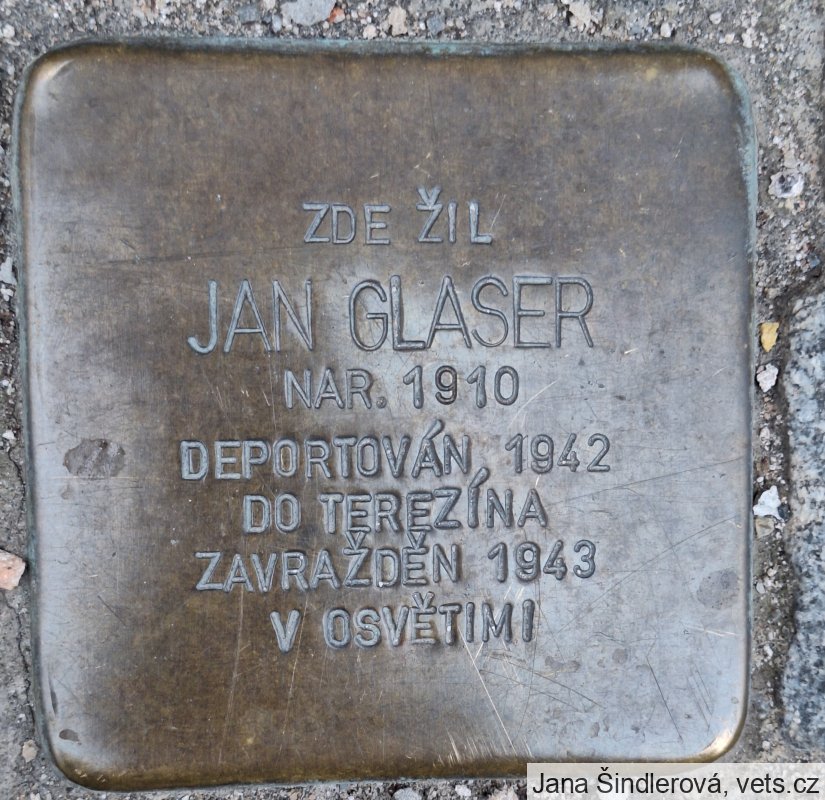 ZDE ŽIL
JAN GLASER
NAR. 1910
DEPORTOVÁN 1942
DO TEREZÍNA
ZAVRAŽDĚN 1943
V OSVĚTIMI
Jana Šindlerová, vets.cz